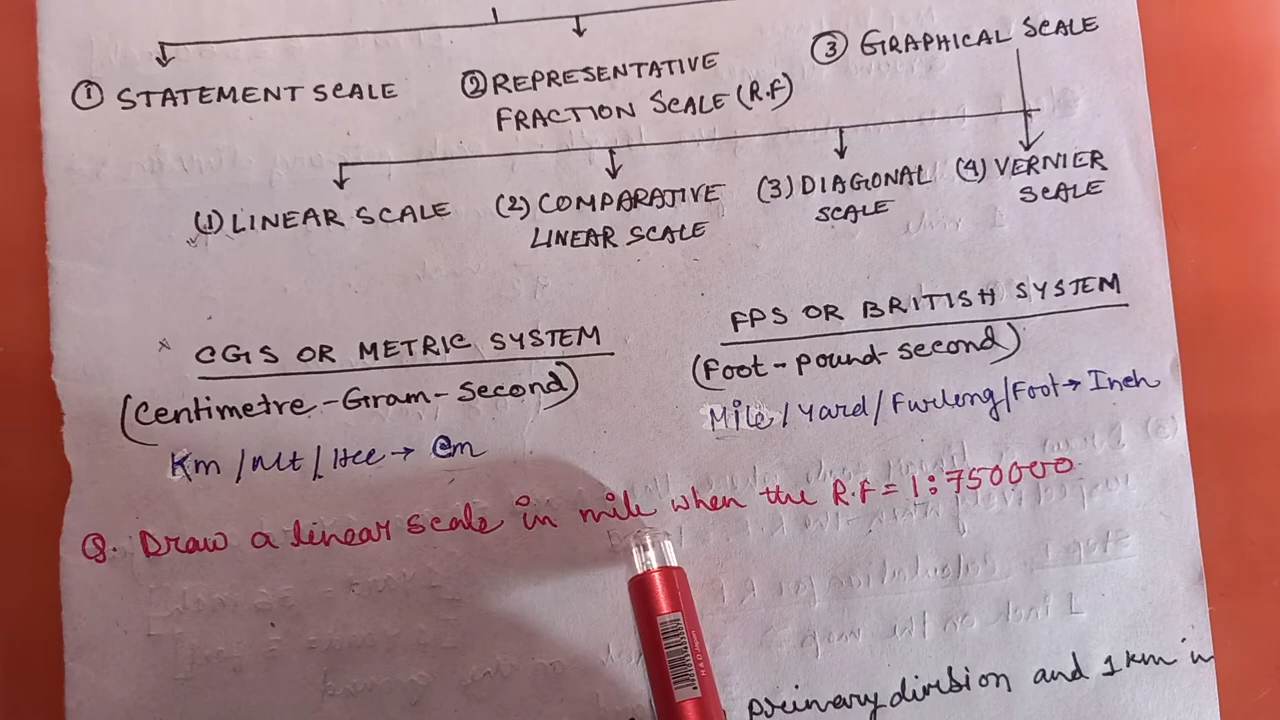 ① STATEMENT SCALE
② REPRESENTATIVE
FRACTION SCALE (R.F)
③ GRAPHICAL SCALE
(1) LINEAR SCALE
(2) COMPARATIVE
LINEAR SCALE
(3) DIAGONAL
SCALE
(4) VERNIER
SCALE
CGS OR METRIC SYSTEM
(Centimetre-Gram-Second)
Km / Mt / Hec → cm
FPS OR BRITISH SYSTEM
(Foot-pound-second)
Mile / Yard / Furlong / Foot → Inch
Q. Draw a linear scale in mile when the R.F = 1:750000
primary division and 1 km in